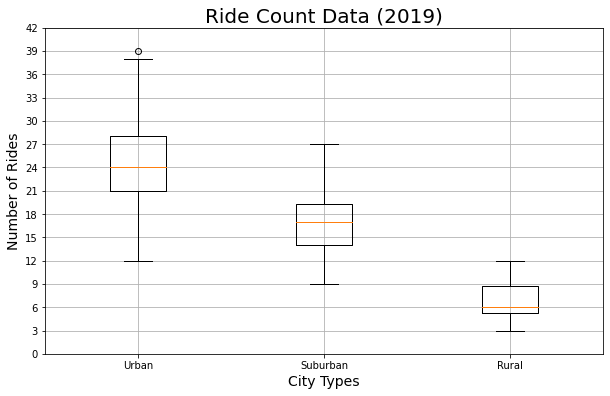 Ride Count Data (2019)
42
39
36
33
30
27
24
21
18
15
12
9
6
3
0
Number of Rides
Urban
Suburban
Rural
City Types